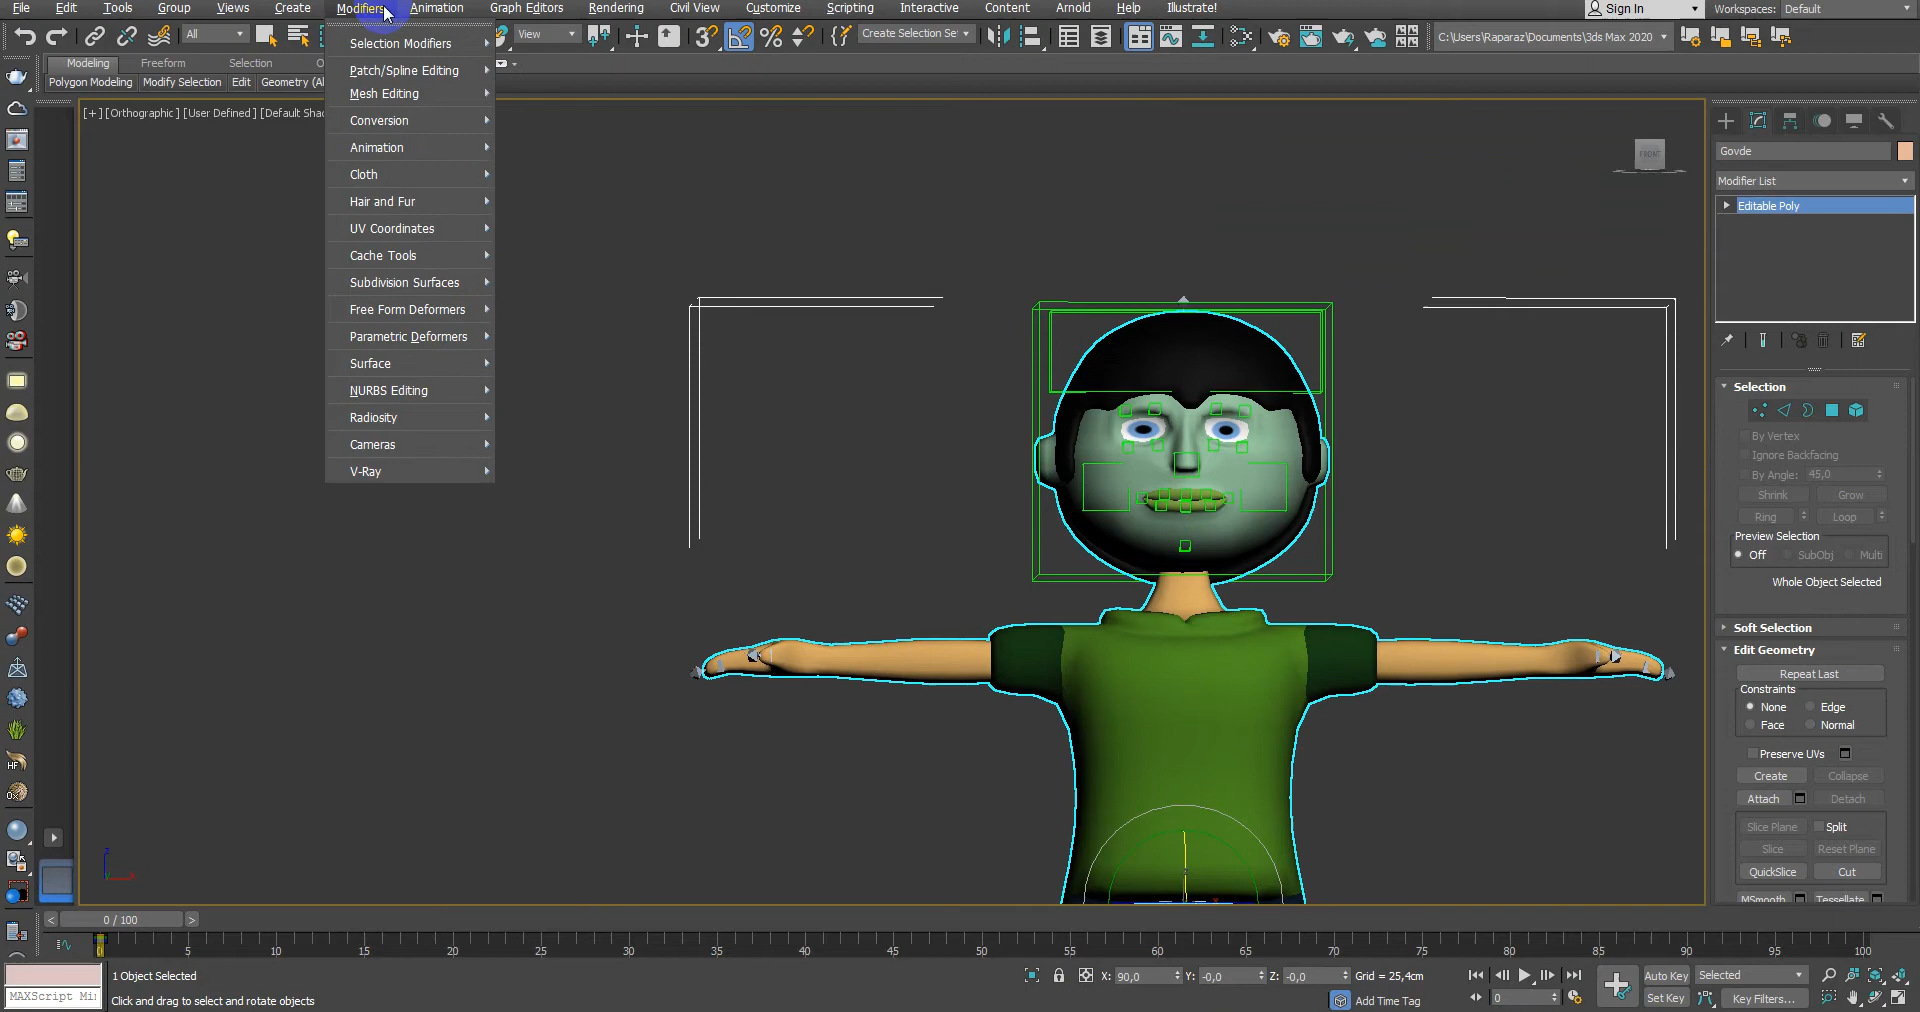 File Edit Tools Group Views Create Modifiers Animation Graph Editors Rendering Civil View Customize Scripting Interactive Content Arnold Help Illustrate! Sign In Workspaces: Default
All View Create Selection Se C:\Users\Raparaz\Documents\3ds Max 2020
Modeling Freeform Selection
Polygon Modeling Modify Selection Edit
[+] [Orthographic] [User Defined]
Selection Modifiers
Patch/Spline Editing
Mesh Editing
Conversion
Animation
Cloth
Hair and Fur
UV Coordinates
Cache Tools
Subdivision Surfaces
Free Form Deformers
Parametric Deformers
Surface
NURBS Editing
Radiosity
Cameras
V-Ray
FRONT
Govde
Modifier List
Editable Poly
Selection
By Vertex
Ignore Backfacing
By Angle: 45,0
Shrink Grow
Ring Loop
Preview Selection
Off SubObj Multi
Whole Object Selected
Soft Selection
Edit Geometry
Repeat Last
Constraints
None Edge
Face Normal
Preserve UVs
Create Collapse
Attach Detach
Slice Plane Split
Slice Reset Plane
QuickSlice Cut
MSmooth Tessellate
z
x
0 / 100
0 5 10 15 20 25 30 35 40 45 50 55 60 65 70 75 80 85 90 95 100
1 Object Selected X: 90,0 Y: -0,0 Z: -0,0 Grid = 25,4cm Auto Key Selected
MAXScript Mi Click and drag to select and rotate objects Add Time Tag 0 Set Key Key Filters...